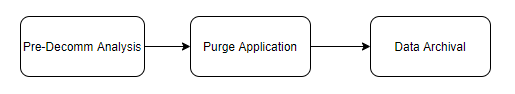 Pre-Decomm Analysis
Purge Application
Data Archival